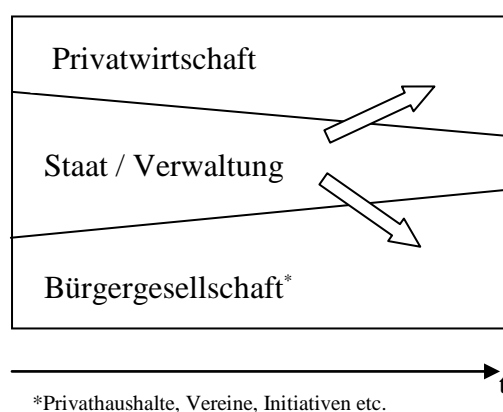 Privatwirtschaft
Staat / Verwaltung
Bürgergesellschaft*
t
*Privathaushalte, Vereine, Initiativen etc.